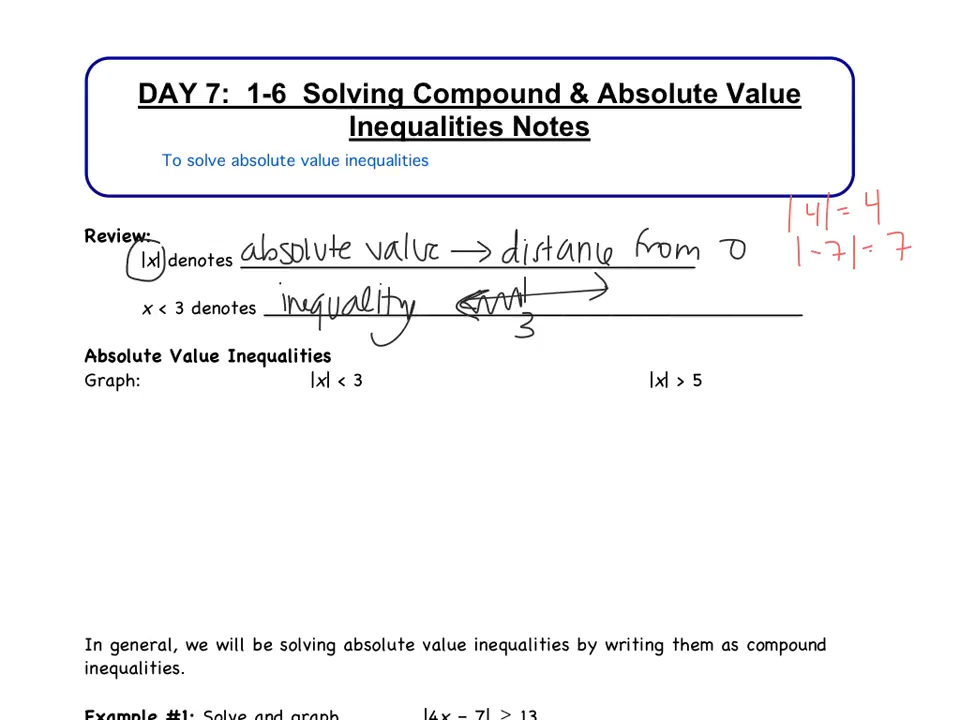 DAY 7: 1-6 Solving Compound & Absolute Value
Inequalities Notes
To solve absolute value inequalities
|4| = 4
|-7| = 7
Review:
|x| denotes absolute value → distance from 0
x < 3 denotes inequality
3
Absolute Value Inequalities
Graph: |x| < 3 |x| > 5
In general, we will be solving absolute value inequalities by writing them as compound
inequalities.
Example #1: Solve and graph |4x - 7| ≥ 13